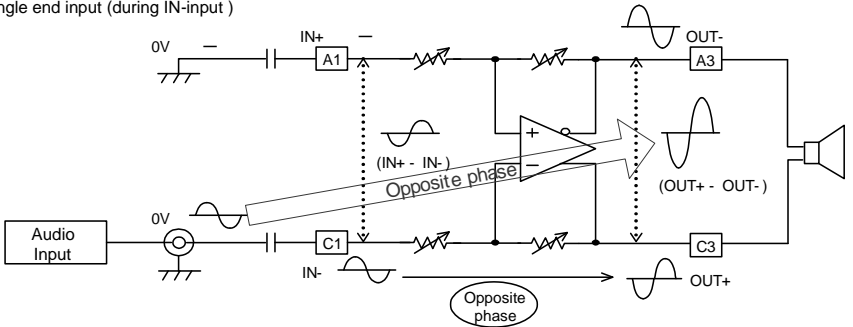 ngle end input (during IN-input )
0V
IN+
A1
OUT-
A3
(IN+ - IN- )
Opposite phase
(OUT+ - OUT- )
0V
Audio
Input
C1
IN-
C3
OUT+
Opposite
phase